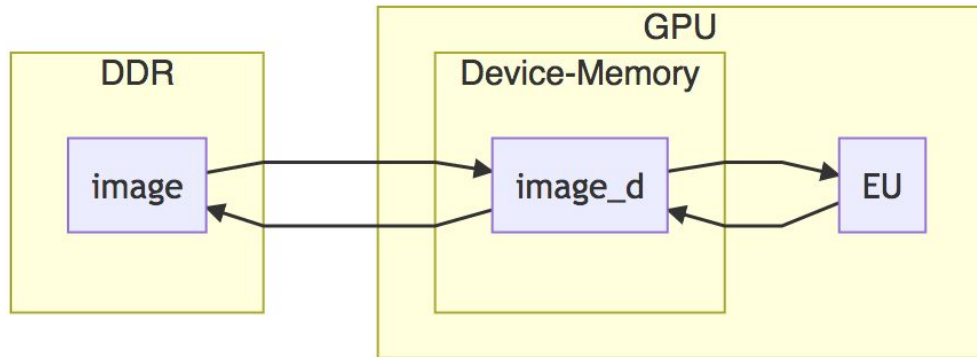 GPU
DDR
Device-Memory
image
image_d
EU